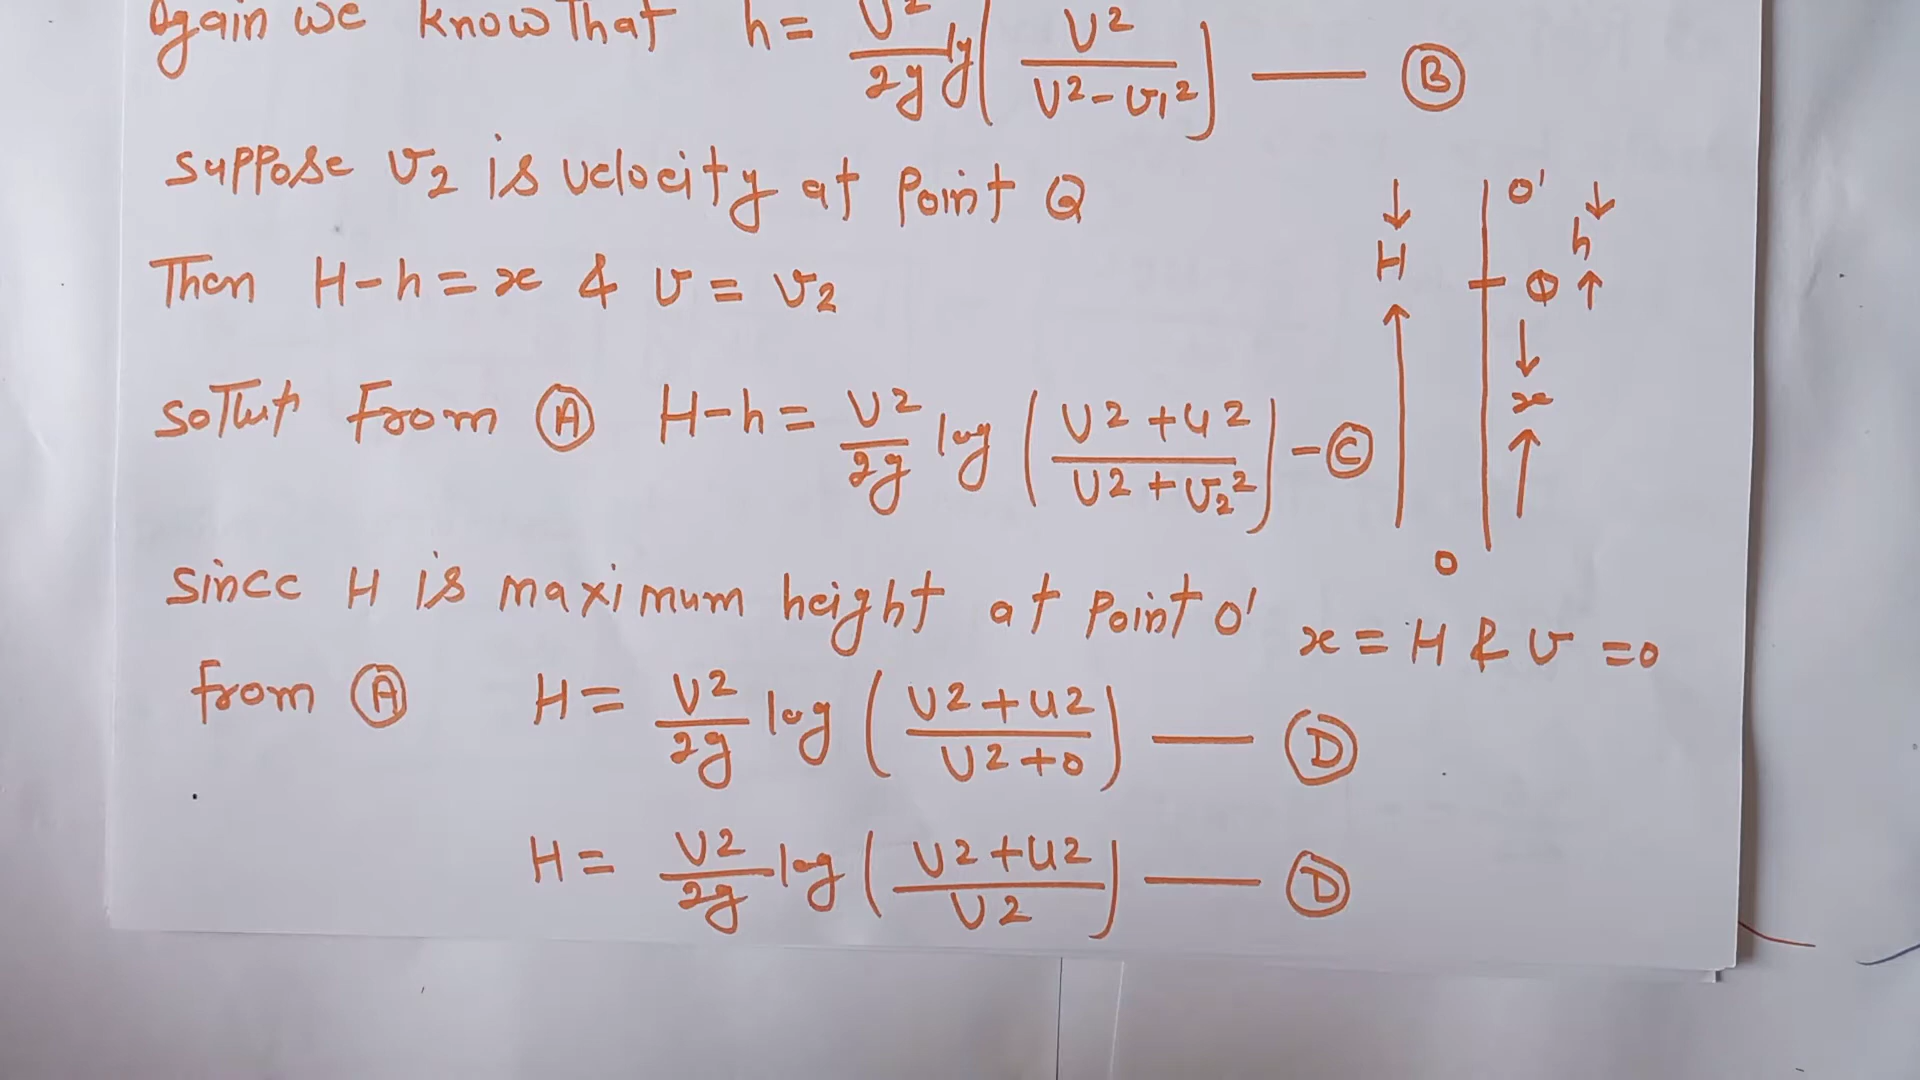 Again we know that h = V²/2g log( V² / V² - v₁² ) — Ⓑ
suppose v₂ is velocity at point Q
Then H-h = x & v = v₂
so that From Ⓐ H-h = V²/2g log ( V² + u² / V² + v₂² ) - Ⓒ
since H is maximum height at point O' x = H & v = 0
from Ⓐ H = V²/2g log ( V² + u² / V² + 0 ) — Ⓓ
H = V²/2g log ( V² + u² / V² ) — Ⓓ
↓ O' ↓
H h
Q ↑
↑ ↓
x
↑
O